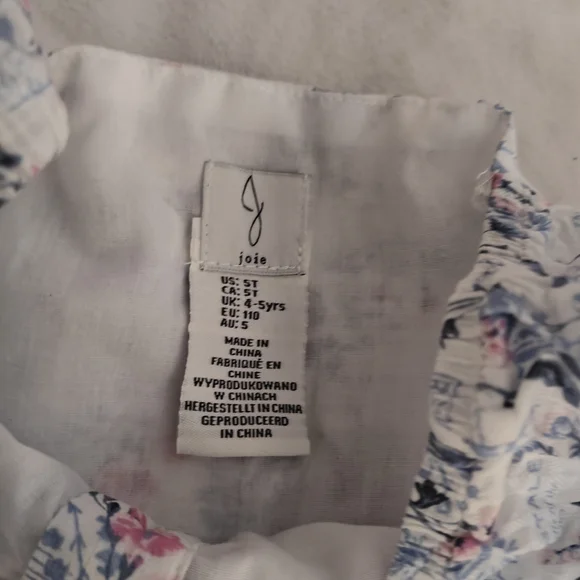 J
joie
US: 5T
CA: 5T
UK: 4-5yrs
EU: 110
AU: 5
MADE IN
CHINA
FABRIQUÉ EN
CHINE
WYPRODUKOWANO
W CHINACH
HERGESTELLT IN CHINA
GEPRODUCEERD
IN CHINA